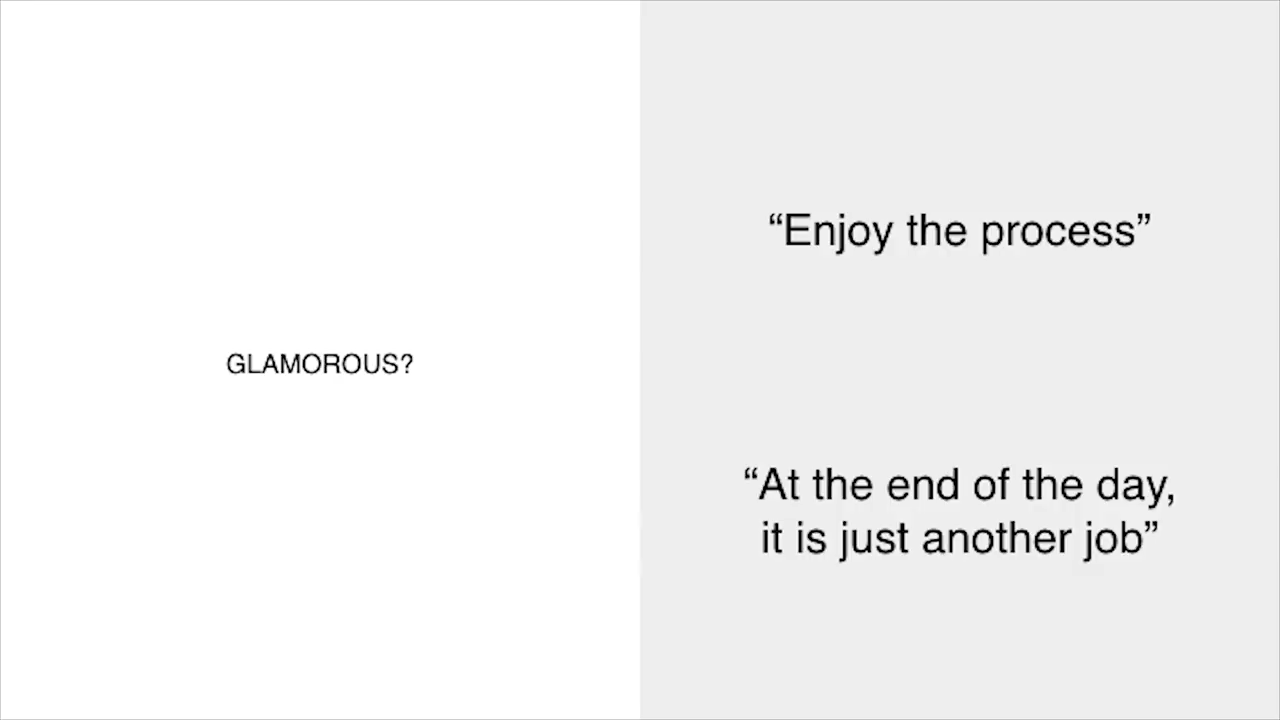 GLAMOROUS?
“Enjoy the process”
“At the end of the day,
it is just another job”